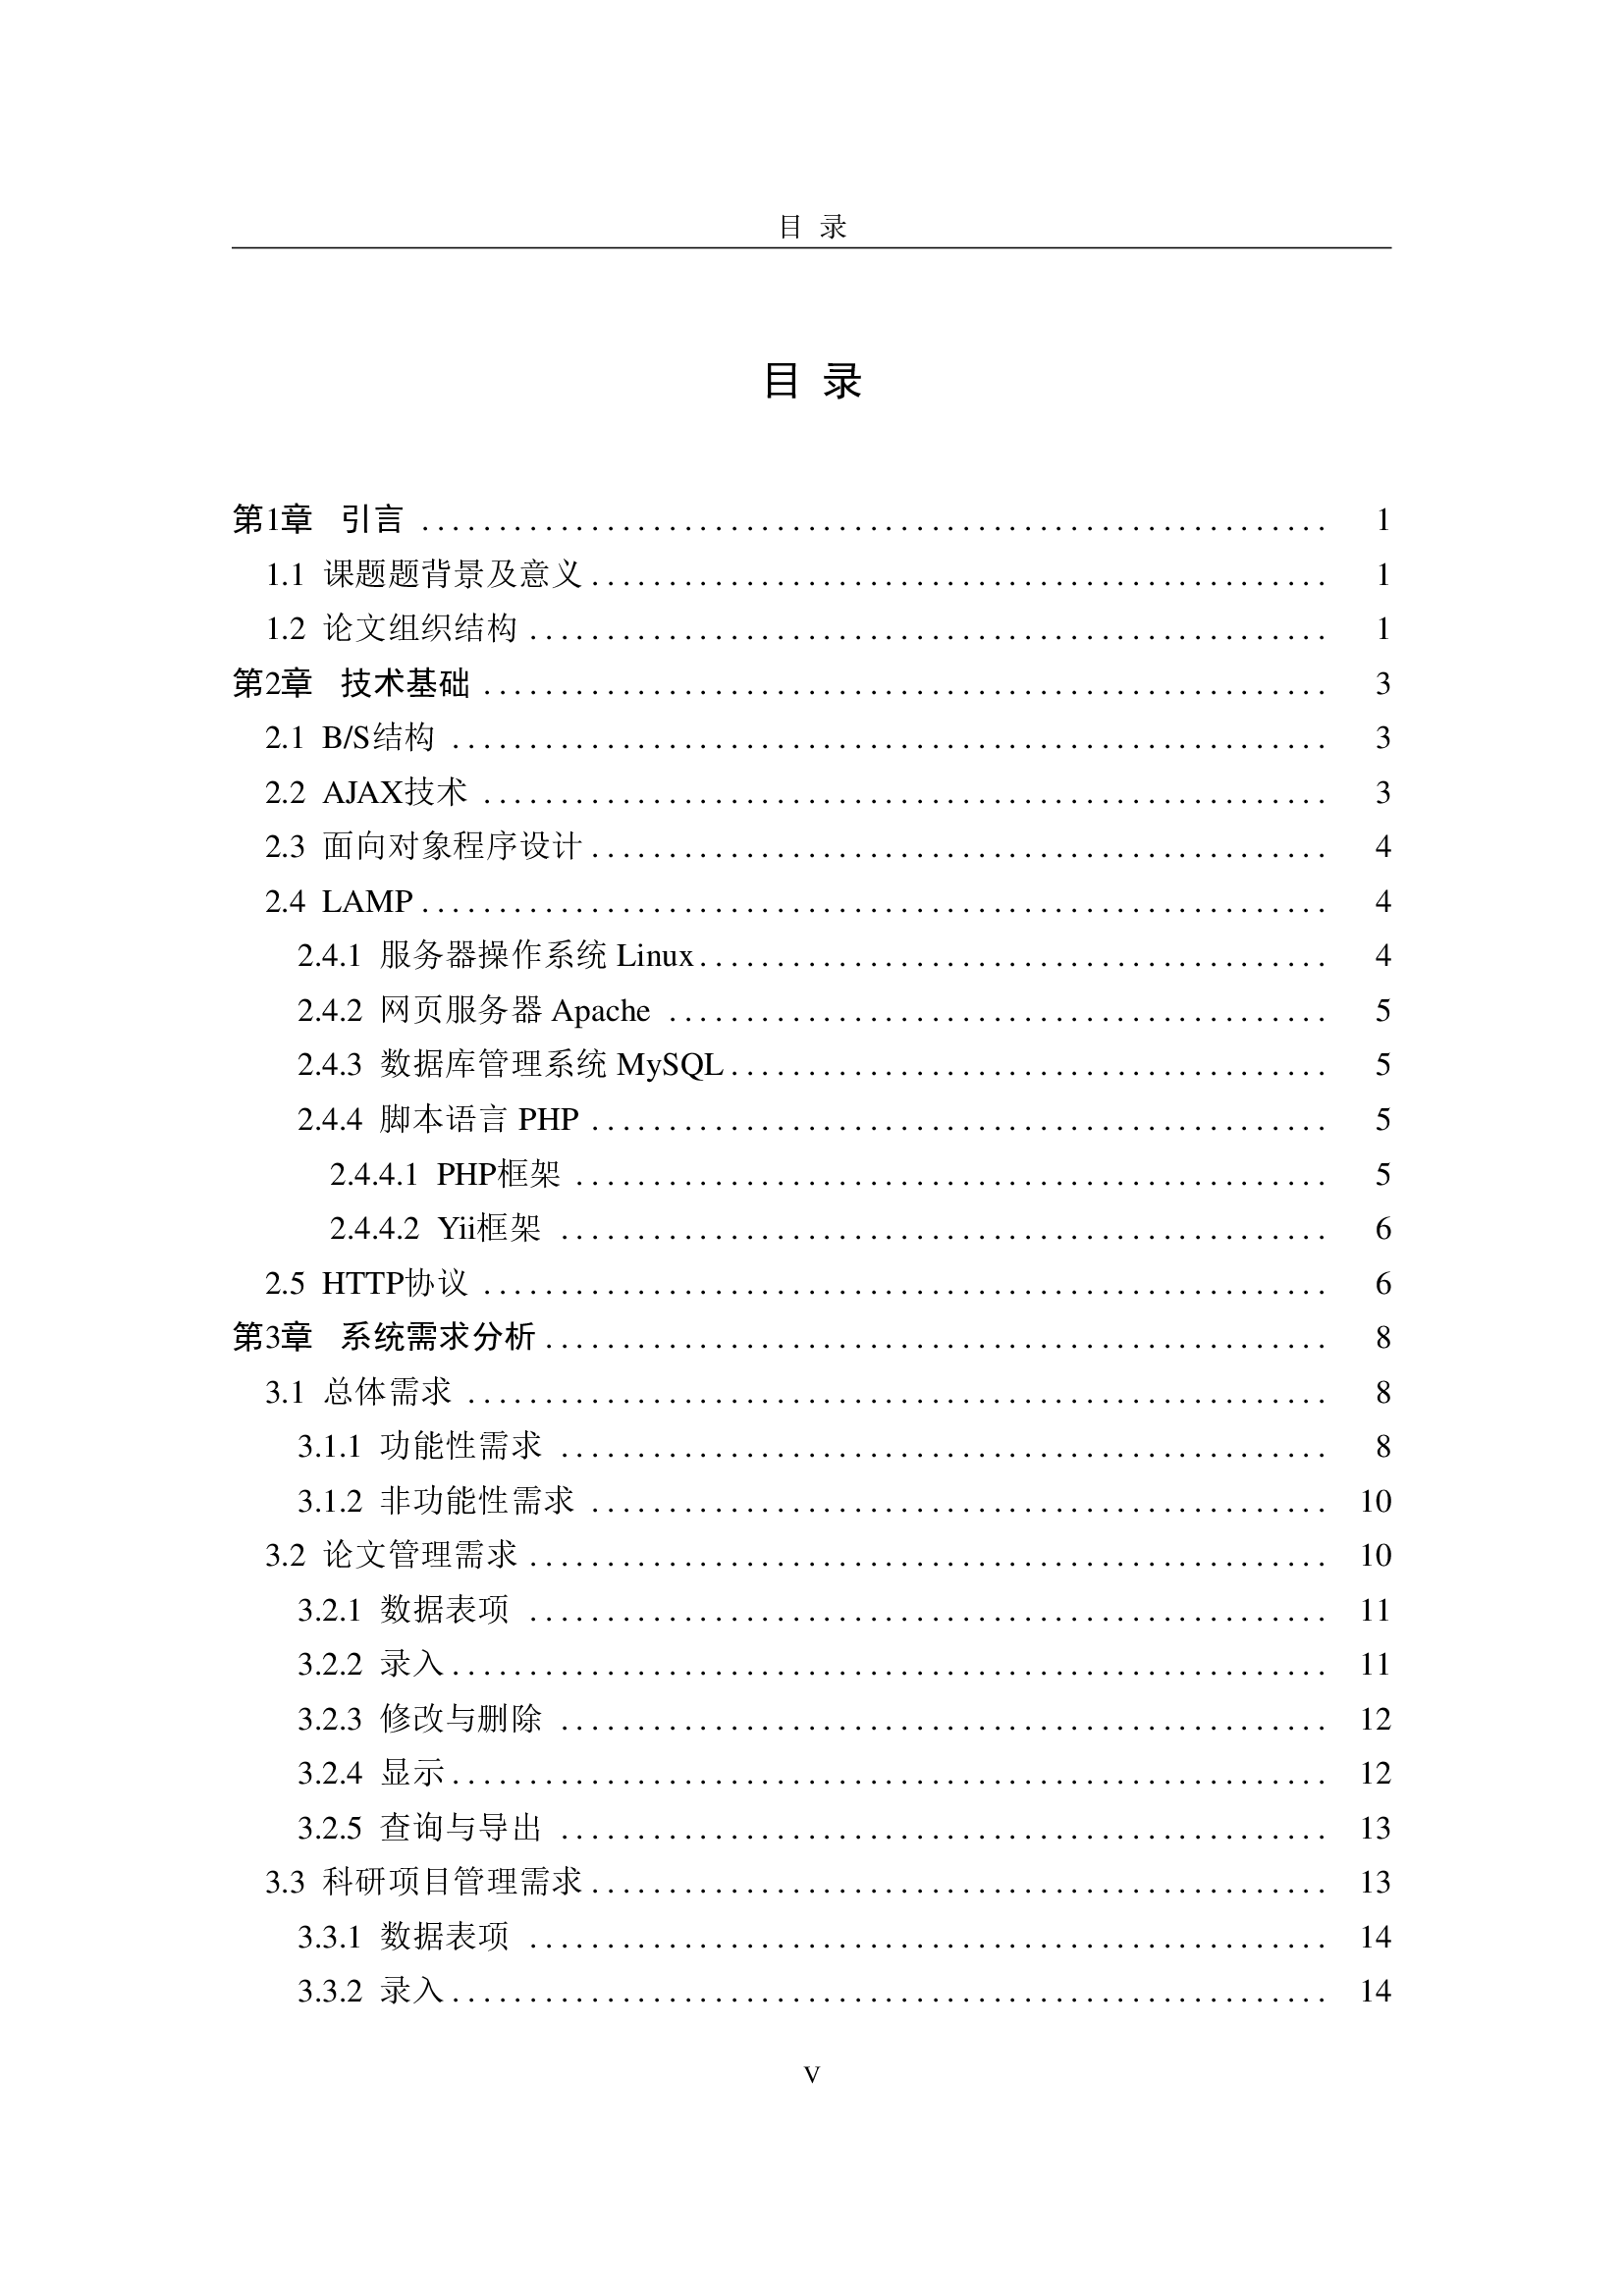 目 录
目 录
第1章 引言 ........................................ 1
1.1 课题题背景及意义 ........................................ 1
1.2 论文组织结构 ........................................ 1
第2章 技术基础 ........................................ 3
2.1 B/S结构 ........................................ 3
2.2 AJAX技术 ........................................ 3
2.3 面向对象程序设计 ........................................ 4
2.4 LAMP ........................................ 4
2.4.1 服务器操作系统 Linux ........................................ 4
2.4.2 网页服务器 Apache ........................................ 5
2.4.3 数据库管理系统 MySQL ........................................ 5
2.4.4 脚本语言 PHP ........................................ 5
2.4.4.1 PHP框架 ........................................ 5
2.4.4.2 Yii框架 ........................................ 6
2.5 HTTP协议 ........................................ 6
第3章 系统需求分析 ........................................ 8
3.1 总体需求 ........................................ 8
3.1.1 功能性需求 ........................................ 8
3.1.2 非功能性需求 ........................................ 10
3.2 论文管理需求 ........................................ 10
3.2.1 数据表项 ........................................ 11
3.2.2 录入 ........................................ 11
3.2.3 修改与删除 ........................................ 12
3.2.4 显示 ........................................ 12
3.2.5 查询与导出 ........................................ 13
3.3 科研项目管理需求 ........................................ 13
3.3.1 数据表项 ........................................ 14
3.3.2 录入 ........................................ 14
V